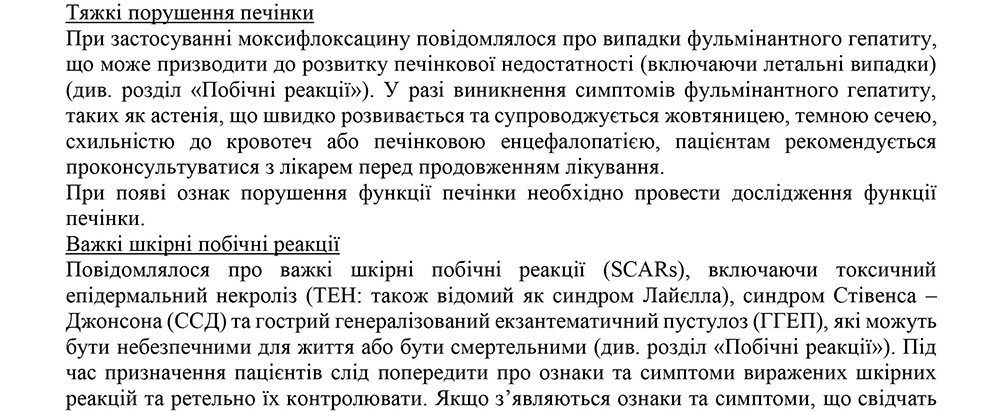 Тяжкі порушення печінки
При застосуванні моксифлоксацину повідомлялося про випадки фульмінантного гепатиту,
що може призводити до розвитку печінкової недостатності (включаючи летальні випадки)
(див. розділ «Побічні реакції»). У разі виникнення симптомів фульмінантного гепатиту,
таких як астенія, що швидко розвивається та супроводжується жовтяницею, темною сечею,
схильністю до кровотеч або печінковою енцефалопатією, пацієнтам рекомендується
проконсультуватися з лікарем перед продовженням лікування.
При появі ознак порушення функції печінки необхідно провести дослідження функції
печінки.
Важкі шкірні побічні реакції
Повідомлялося про важкі шкірні побічні реакції (SCARs), включаючи токсичний
епідермальний некроліз (ТЕН: також відомий як синдром Лайєлла), синдром Стівенса –
Джонсона (ССД) та гострий генералізований екзантематичний пустулоз (ГГЕП), які можуть
бути небезпечними для життя або бути смертельними (див. розділ «Побічні реакції»). Під
час призначення пацієнтів слід попередити про ознаки та симптоми виражених шкірних
реакцій та ретельно їх контролювати. Якщо з’являються ознаки та симптоми, що свідчать